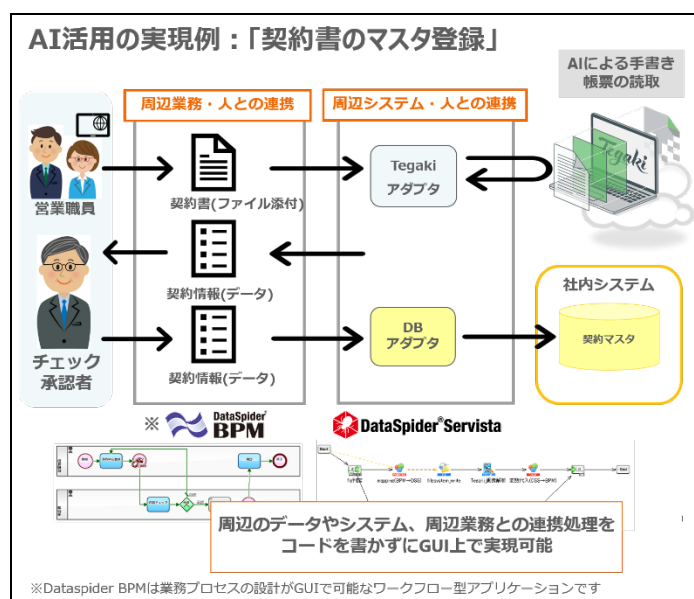 AI活用の実現例：「契約書のマスタ登録」
AIによる手書き
帳票の読取
周辺業務・人との連携
周辺システム・人との連携
Tegaki
アダプタ
Tegaki
営業職員
契約書(ファイル添付)
契約情報(データ)
社内システム
DB
アダプタ
契約マスタ
チェック
承認者
契約情報(データ)
※ DataSpider BPM
DataSpider® Servista
Start
End
周辺のデータやシステム、周辺業務との連携処理を
コードを書かずにGUI上で実現可能
※Dataspider BPMは業務プロセスの設計がGUIで可能なワークフロー型アプリケーションです